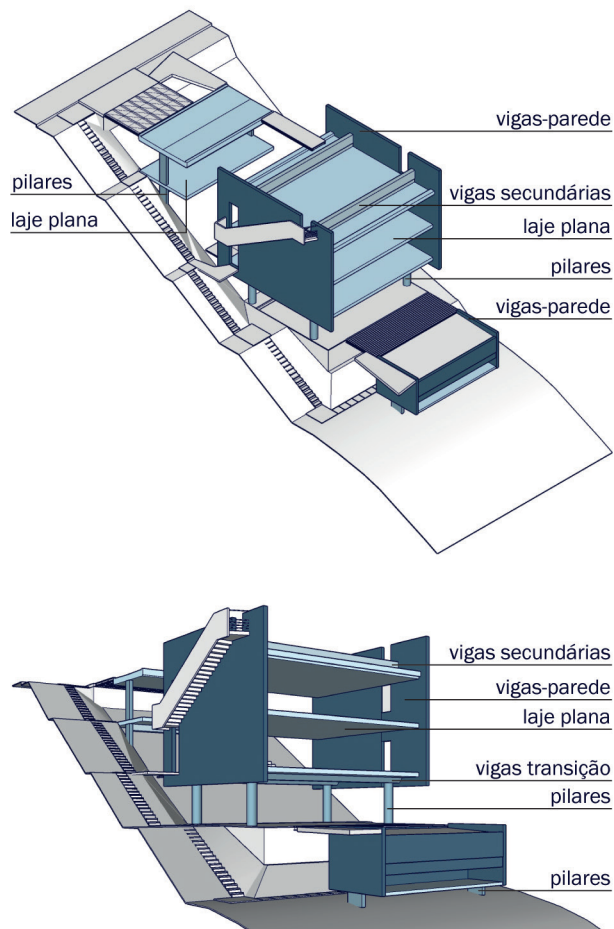 vigas-parede
pilares
vigas secundárias
laje plana
laje plana
pilares
vigas-parede
vigas secundárias
vigas-parede
laje plana
vigas transição
pilares
pilares